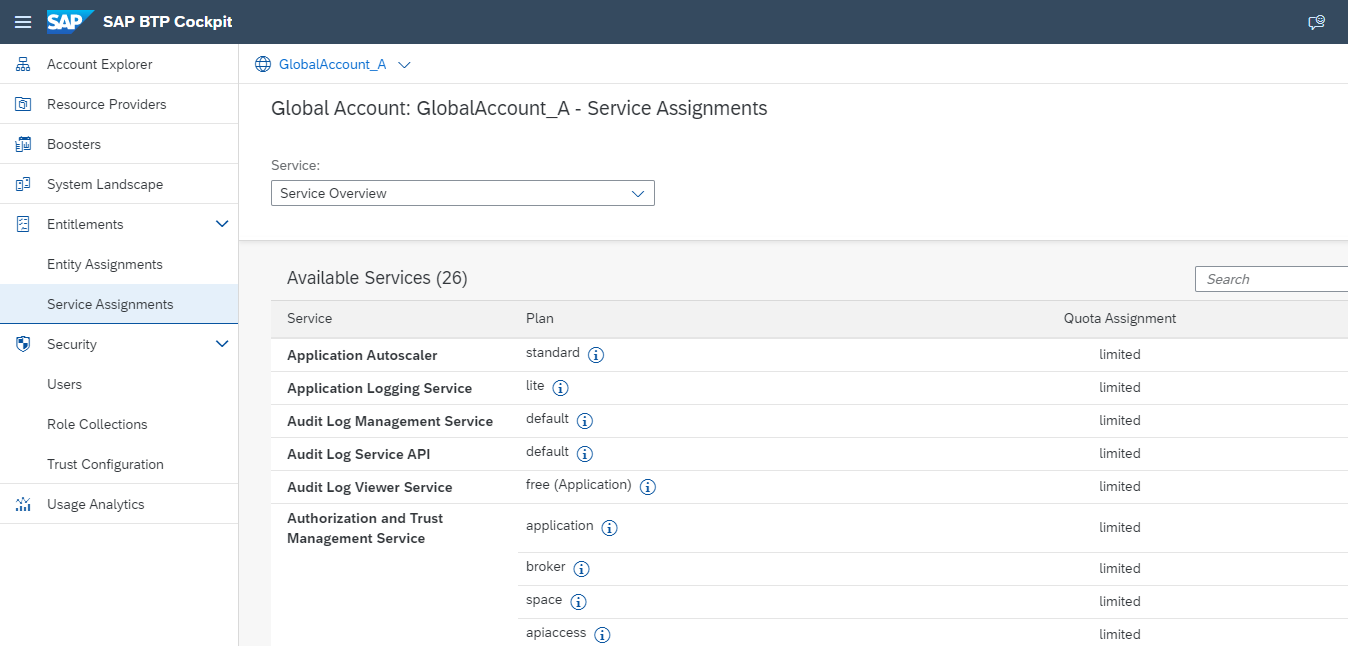 SAP SAP BTP Cockpit
Account Explorer
Resource Providers
Boosters
System Landscape
Entitlements
Entity Assignments
Service Assignments
Security
Users
Role Collections
Trust Configuration
Usage Analytics
GlobalAccount_A
Global Account: GlobalAccount_A - Service Assignments
Service:
Service Overview
Available Services (26)
Search
Service Plan Quota Assignment
Application Autoscaler standard limited
Application Logging Service lite limited
Audit Log Management Service default limited
Audit Log Service API default limited
Audit Log Viewer Service free (Application) limited
Authorization and Trust
Management Service application limited
broker limited
space limited
apiaccess limited